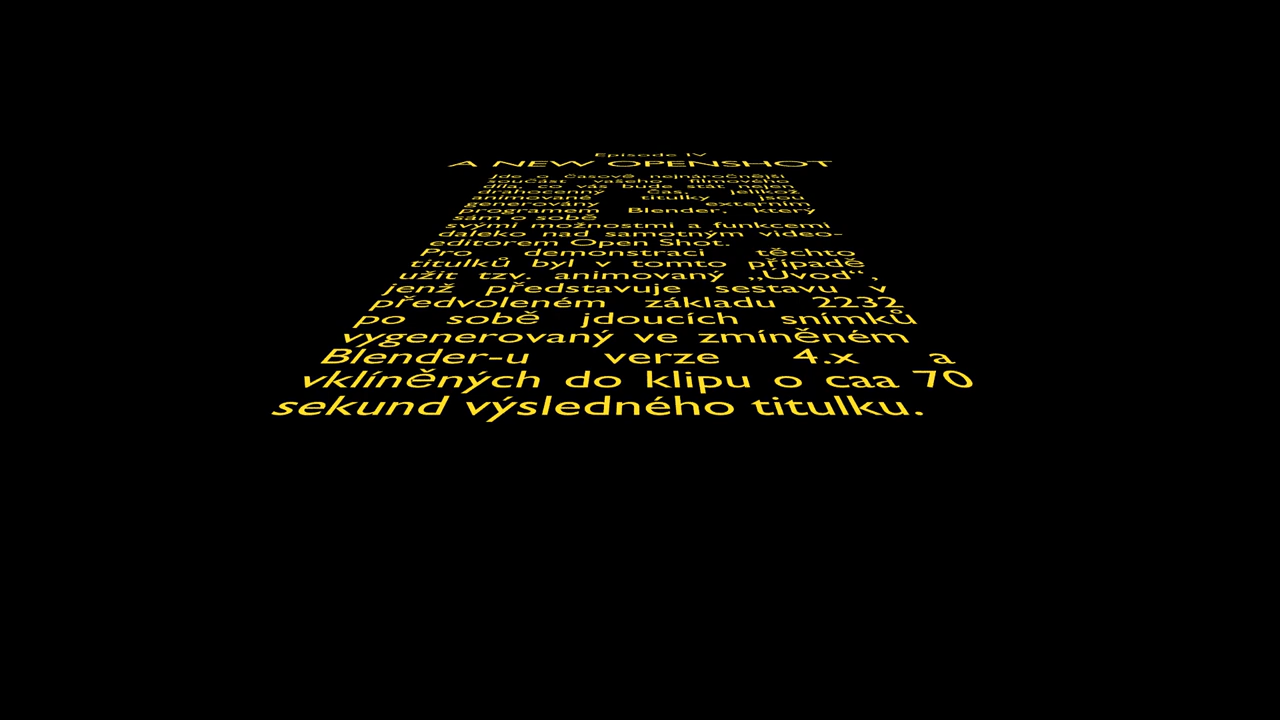 Episode IV
A NEW OPENSHOT
Jde o časově nejnáročnější
součást vašeho filmového
díla, co vás bude stát nejen
drahocenný čas, jelikož
animované titulky jsou
generovány externím
programem Blender, který
sám o sobě
svými možnostmi a funkcemi
daleko nad samotným video-
editorem Open Shot.
Pro demonstraci těchto
titulků byl v tomto případě
užit tzv. animovaný „Úvod“,
jenž představuje sestavu v
předvoleném základu 2232
po sobě jdoucích snímků
vygenerovaný ve zmíněném
Blender-u verze 4.x a
vklíněných do klipu o caa 70
sekund výsledného titulku.